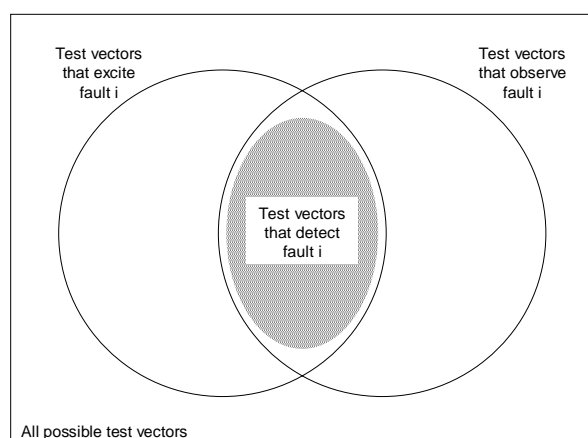 Test vectors
that excite
fault i
Test vectors
that observe
fault i
Test vectors
that detect
fault i
All possible test vectors